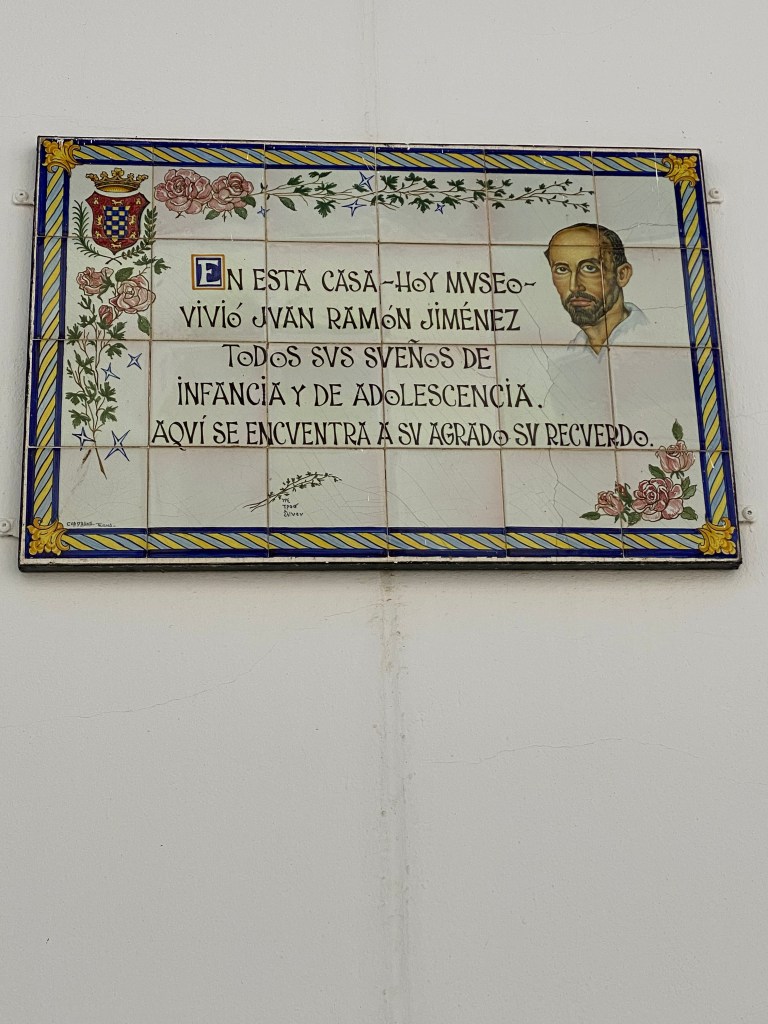 EN ESTA CASA -HOY MVSEO-
VIVIÓ JVAN RAMÓN JIMÉNEZ
TODOS SVS SVEÑOS DE
INFANCIA Y DE ADOLESCENCIA.
AQVÍ SE ENCVENTRA A SV AGRADO SV RECVERDO.